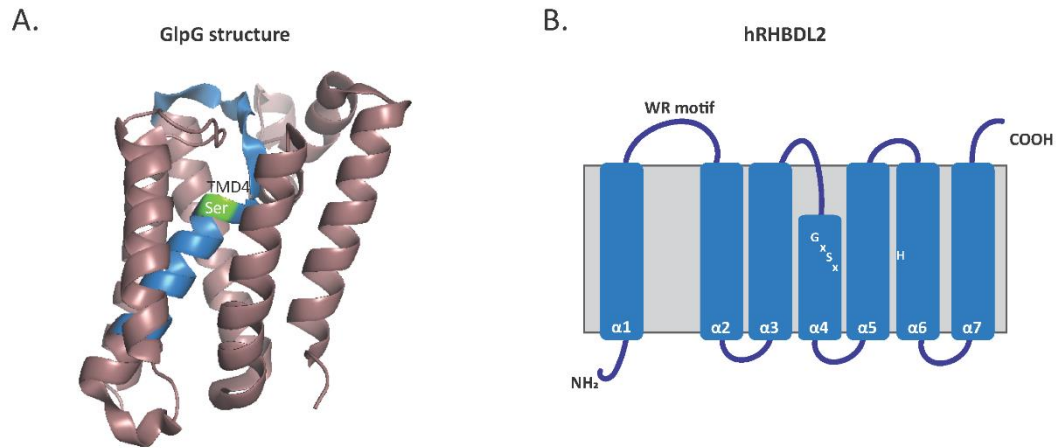 A.
GlpG structure
TMD4
Ser
B.
hRHBDL2
WR motif
COOH
G
x
S
x
H
α1 α2 α3 α4 α5 α6 α7
NH₂